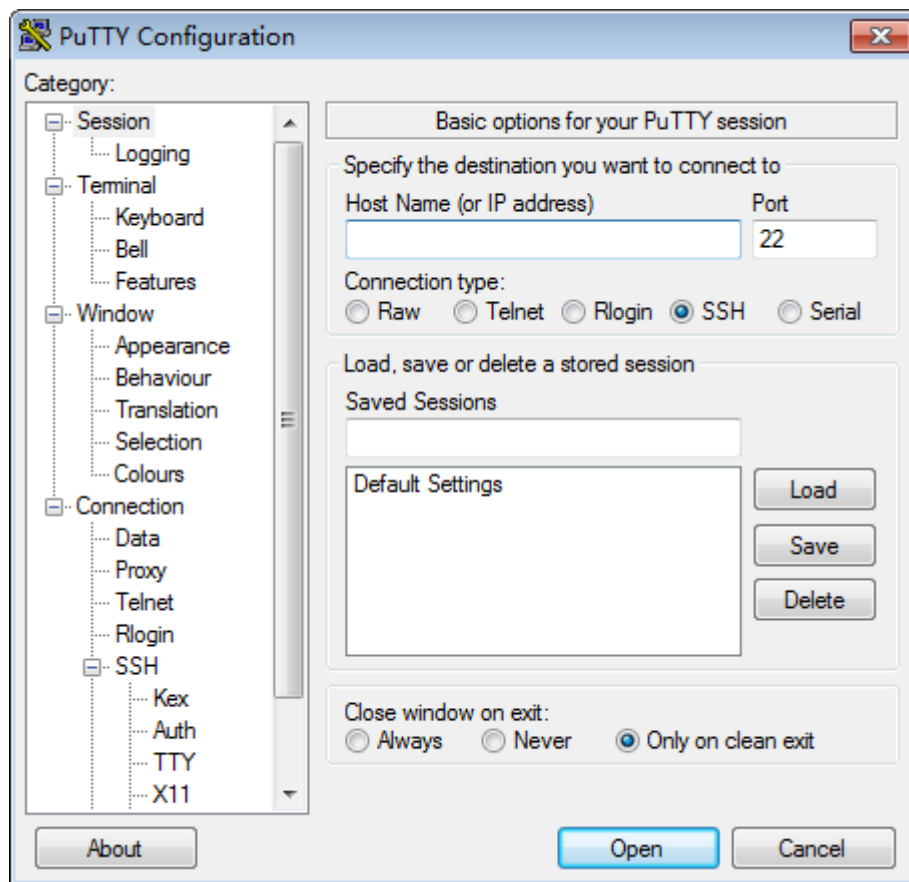 PuTTY Configuration
Category:
Session
Logging
Terminal
Keyboard
Bell
Features
Window
Appearance
Behaviour
Translation
Selection
Colours
Connection
Data
Proxy
Telnet
Rlogin
SSH
Kex
Auth
TTY
X11
Basic options for your PuTTY session
Specify the destination you want to connect to
Host Name (or IP address) Port
22
Connection type:
Raw Telnet Rlogin SSH Serial
Load, save or delete a stored session
Saved Sessions
Default Settings
Load
Save
Delete
Close window on exit:
Always Never Only on clean exit
About Open Cancel